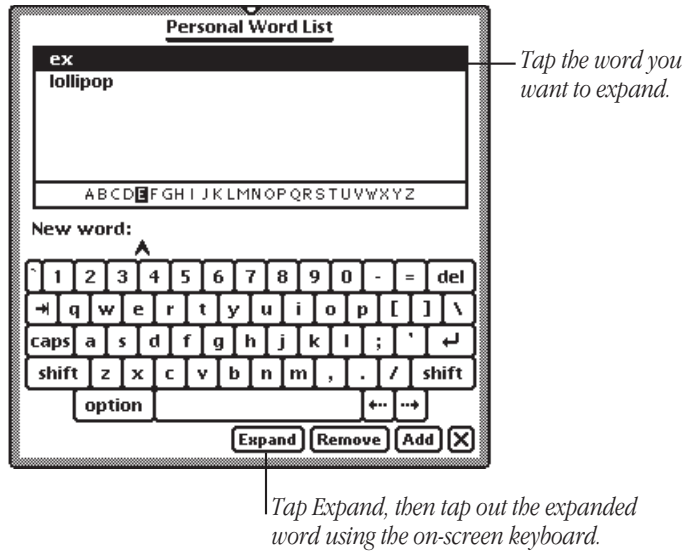 Personal Word List
ex
Tap the word you
want to expand.
lollipop
ABCDEFGHIJKLMNOPQRSTUVWXYZ
New word:
` 1 2 3 4 5 6 7 8 9 0 - = del
q w e r t y u i o p [ ] \
caps a s d f g h j k l ; '
shift z x c v b n m , . / shift
option
Expand Remove Add
Tap Expand, then tap out the expanded
word using the on-screen keyboard.